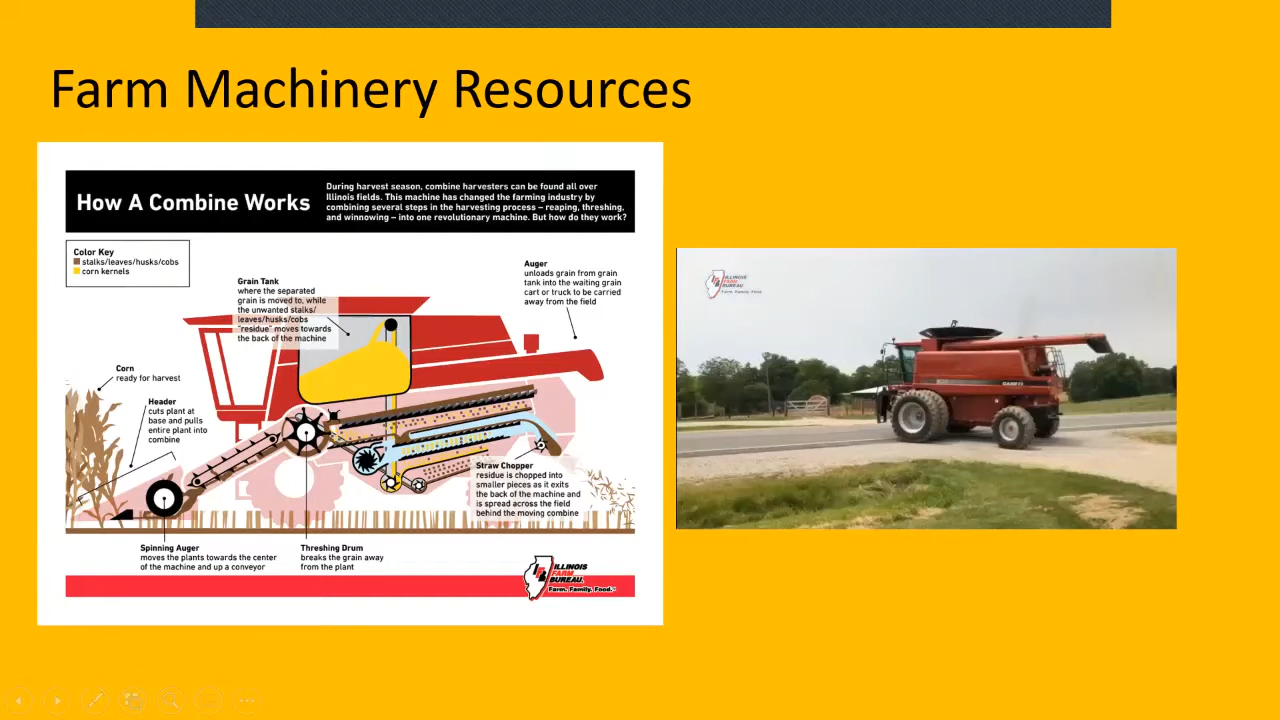 Farm Machinery Resources
How A Combine Works
During harvest season, combine harvesters can be found all over
Illinois fields. This machine has changed the farming industry by
combining several steps in the harvesting process – reaping, threshing,
and winnowing – into one revolutionary machine. But how do they work?
Color Key
stalks/leaves/husks/cobs
corn kernels
Grain Tank
where the separated
grain is moved to, while
the unwanted stalks/
leaves/husks/cobs
"residue" moves towards
the back of the machine
Auger
unloads grain from grain
tank into the waiting grain
cart or truck to be carried
away from the field
Corn
ready for harvest
Header
cuts plant at
base and pulls
entire plant into
combine
Straw Chopper
residue is chopped into
smaller pieces as it exits
the back of the machine and
is spread across the field
behind the moving combine
Spinning Auger
moves the plants towards the center
of the machine and up a conveyor
Threshing Drum
breaks the grain away
from the plant
ILLINOIS
FARM
BUREAU.
Farm. Family. Food.
ILLINOIS
FARM
BUREAU
Farm. Family. Food.
CASE IH